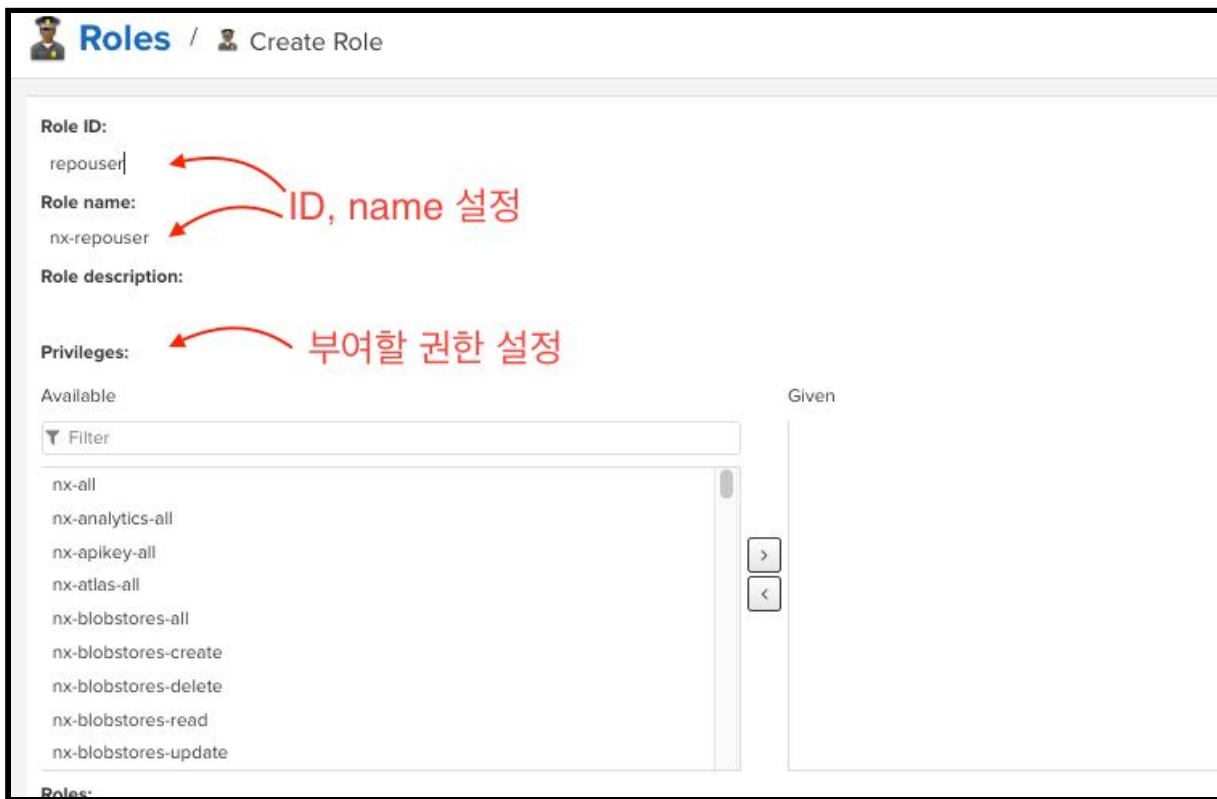 Roles / Create Role
Role ID:
repouser
Role name:
ID, name 설정
nx-repouser
Role description:
부여할 권한 설정
Privileges:
Available
Given
Filter
nx-all
nx-analytics-all
nx-apikey-all
nx-atlas-all
>
nx-blobstores-all
<
nx-blobstores-create
nx-blobstores-delete
nx-blobstores-read
nx-blobstores-update
Roles: